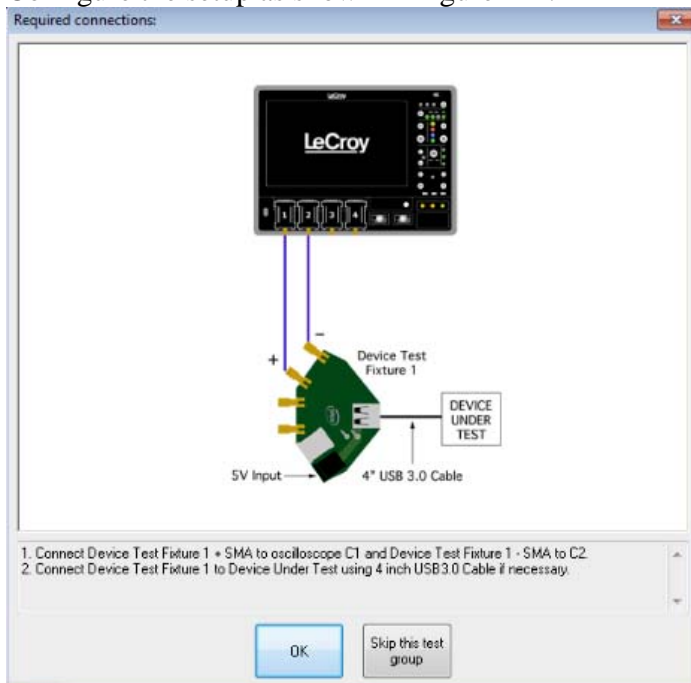 Required connections:
LeCroy
LeCroy
1 2 3 4
+
−
Device Test
Fixture 1
DEVICE
UNDER
TEST
5V Input
4" USB 3.0 Cable
1. Connect Device Test Fixture 1 + SMA to oscilloscope C1 and Device Test Fixture 1 - SMA to C2.
2. Connect Device Test Fixture 1 to Device Under Test using 4 inch USB3.0 Cable if necessary.
OK
Skip this test
group